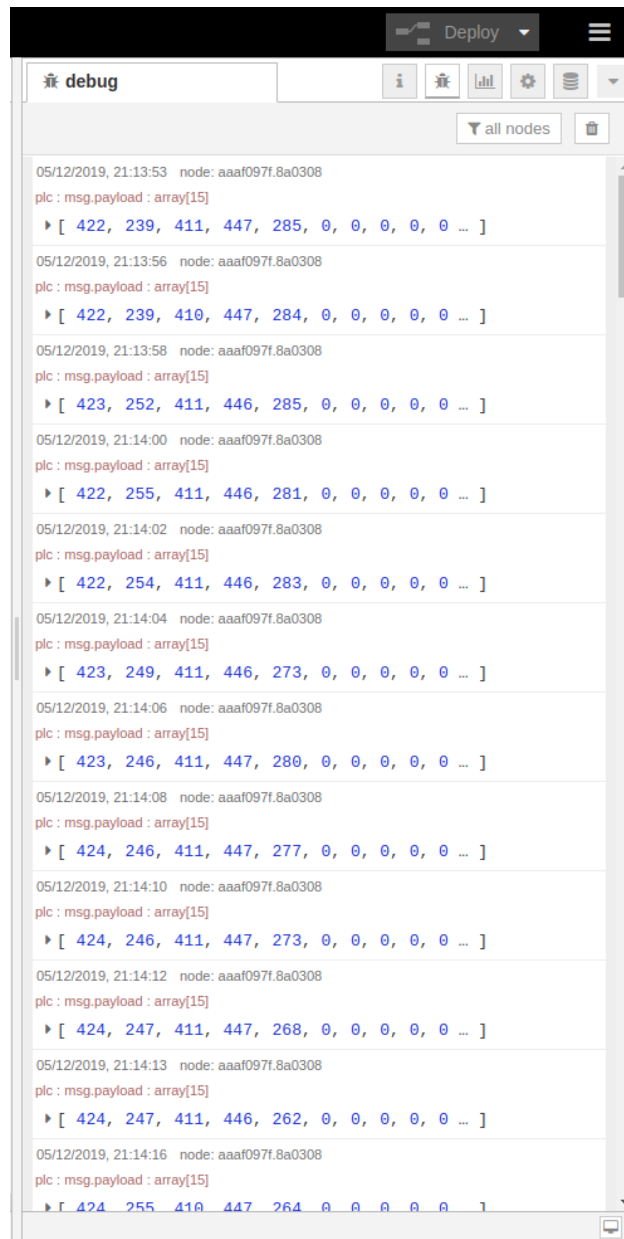 Deploy
debug
i
all nodes
05/12/2019, 21:13:53 node: aaaf097f.8a0308
plc : msg.payload : array[15]
[ 422, 239, 411, 447, 285, 0, 0, 0, 0, 0 … ]
05/12/2019, 21:13:56 node: aaaf097f.8a0308
plc : msg.payload : array[15]
[ 422, 239, 410, 447, 284, 0, 0, 0, 0, 0 … ]
05/12/2019, 21:13:58 node: aaaf097f.8a0308
plc : msg.payload : array[15]
[ 423, 252, 411, 446, 285, 0, 0, 0, 0, 0 … ]
05/12/2019, 21:14:00 node: aaaf097f.8a0308
plc : msg.payload : array[15]
[ 422, 255, 411, 446, 281, 0, 0, 0, 0, 0 … ]
05/12/2019, 21:14:02 node: aaaf097f.8a0308
plc : msg.payload : array[15]
[ 422, 254, 411, 446, 283, 0, 0, 0, 0, 0 … ]
05/12/2019, 21:14:04 node: aaaf097f.8a0308
plc : msg.payload : array[15]
[ 423, 249, 411, 446, 273, 0, 0, 0, 0, 0 … ]
05/12/2019, 21:14:06 node: aaaf097f.8a0308
plc : msg.payload : array[15]
[ 423, 246, 411, 447, 280, 0, 0, 0, 0, 0 … ]
05/12/2019, 21:14:08 node: aaaf097f.8a0308
plc : msg.payload : array[15]
[ 424, 246, 411, 447, 277, 0, 0, 0, 0, 0 … ]
05/12/2019, 21:14:10 node: aaaf097f.8a0308
plc : msg.payload : array[15]
[ 424, 246, 411, 447, 273, 0, 0, 0, 0, 0 … ]
05/12/2019, 21:14:12 node: aaaf097f.8a0308
plc : msg.payload : array[15]
[ 424, 247, 411, 447, 268, 0, 0, 0, 0, 0 … ]
05/12/2019, 21:14:13 node: aaaf097f.8a0308
plc : msg.payload : array[15]
[ 424, 247, 411, 446, 262, 0, 0, 0, 0, 0 … ]
05/12/2019, 21:14:16 node: aaaf097f.8a0308
plc : msg.payload : array[15]
[ 424, 255, 410, 447, 264, 0, 0, 0, 0, 0 … ]